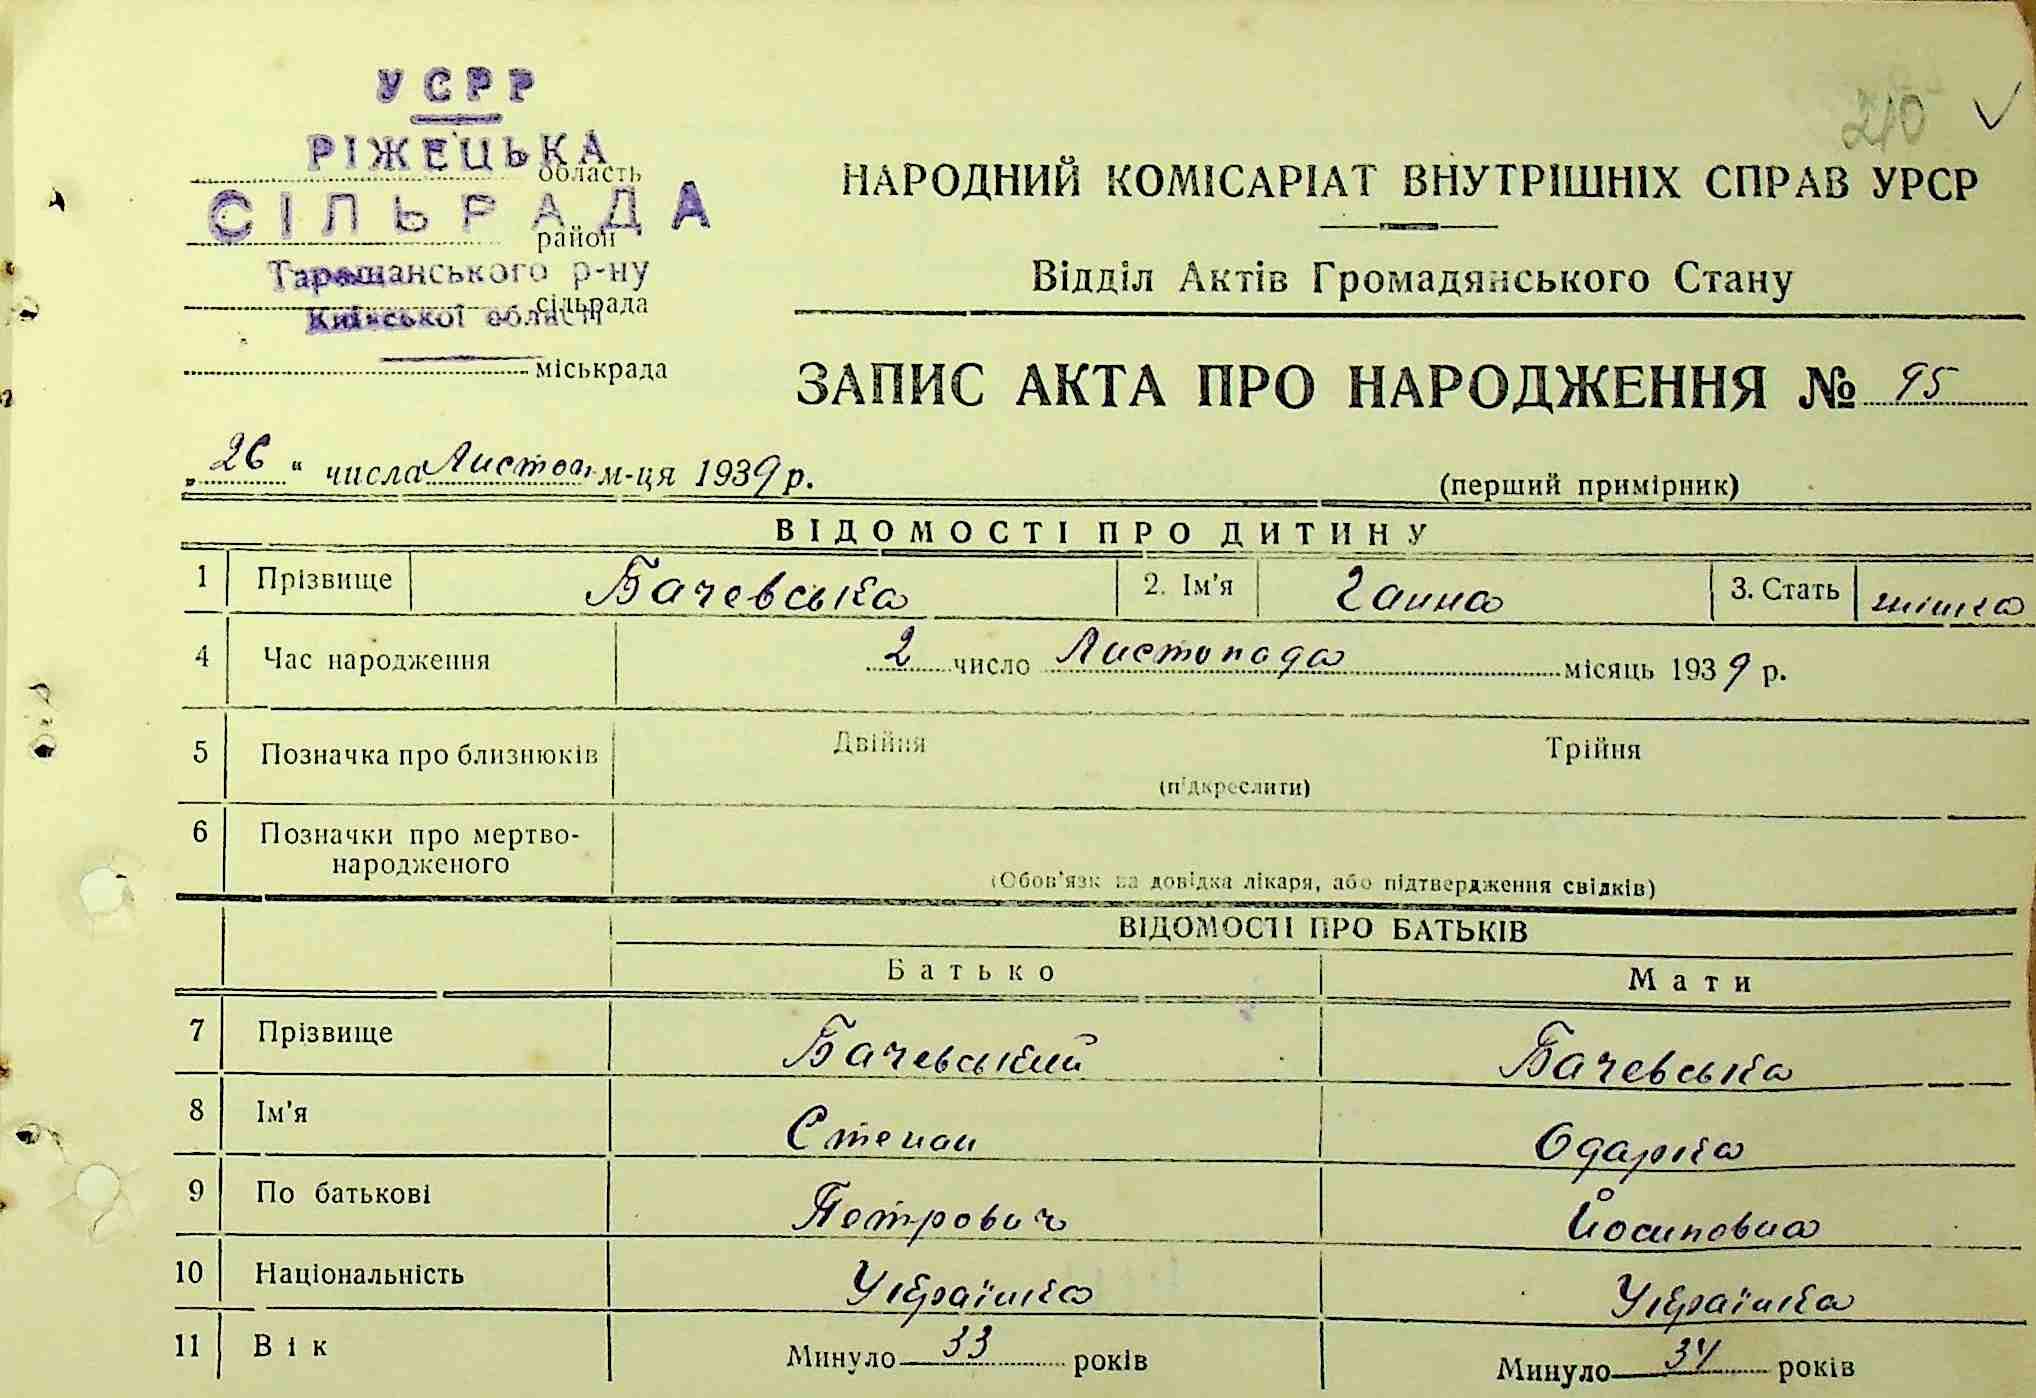 210 ✓
УСРР
РІЖЕЦЬКА
область
СІЛЬРАДА
район
Таращанського р-ну
сільрада
Київської області
міськрада
НАРОДНИЙ КОМІСАРІАТ ВНУТРІШНІХ СПРАВ УРСР
Відділ Актів Громадянського Стану
ЗАПИС АКТА ПРО НАРОДЖЕННЯ № 95
„26“ числа Листоп. м-ця 1939 р.
(перший примірник)
ВІДОМОСТІ ПРО ДИТИНУ
1 Прізвище Бачевська 2. Ім'я Ганна 3. Стать жінка
4 Час народження 2 число Листопада місяць 1939 р.
5 Позначка про близнюків Двійня Трійня
(підкреслити)
6 Позначки про мертво-
народженого
(Обов'язкова довідка лікаря, або підтвердження свідків)
ВІДОМОСТІ ПРО БАТЬКІВ
Батько Мати
7 Прізвище Бачевський Бачевська
8 Ім'я Степан Одарка
9 По батькові Петрович Йосиповна
10 Національність Українка Українка
11 Вік Минуло 33 років Минуло 34 років